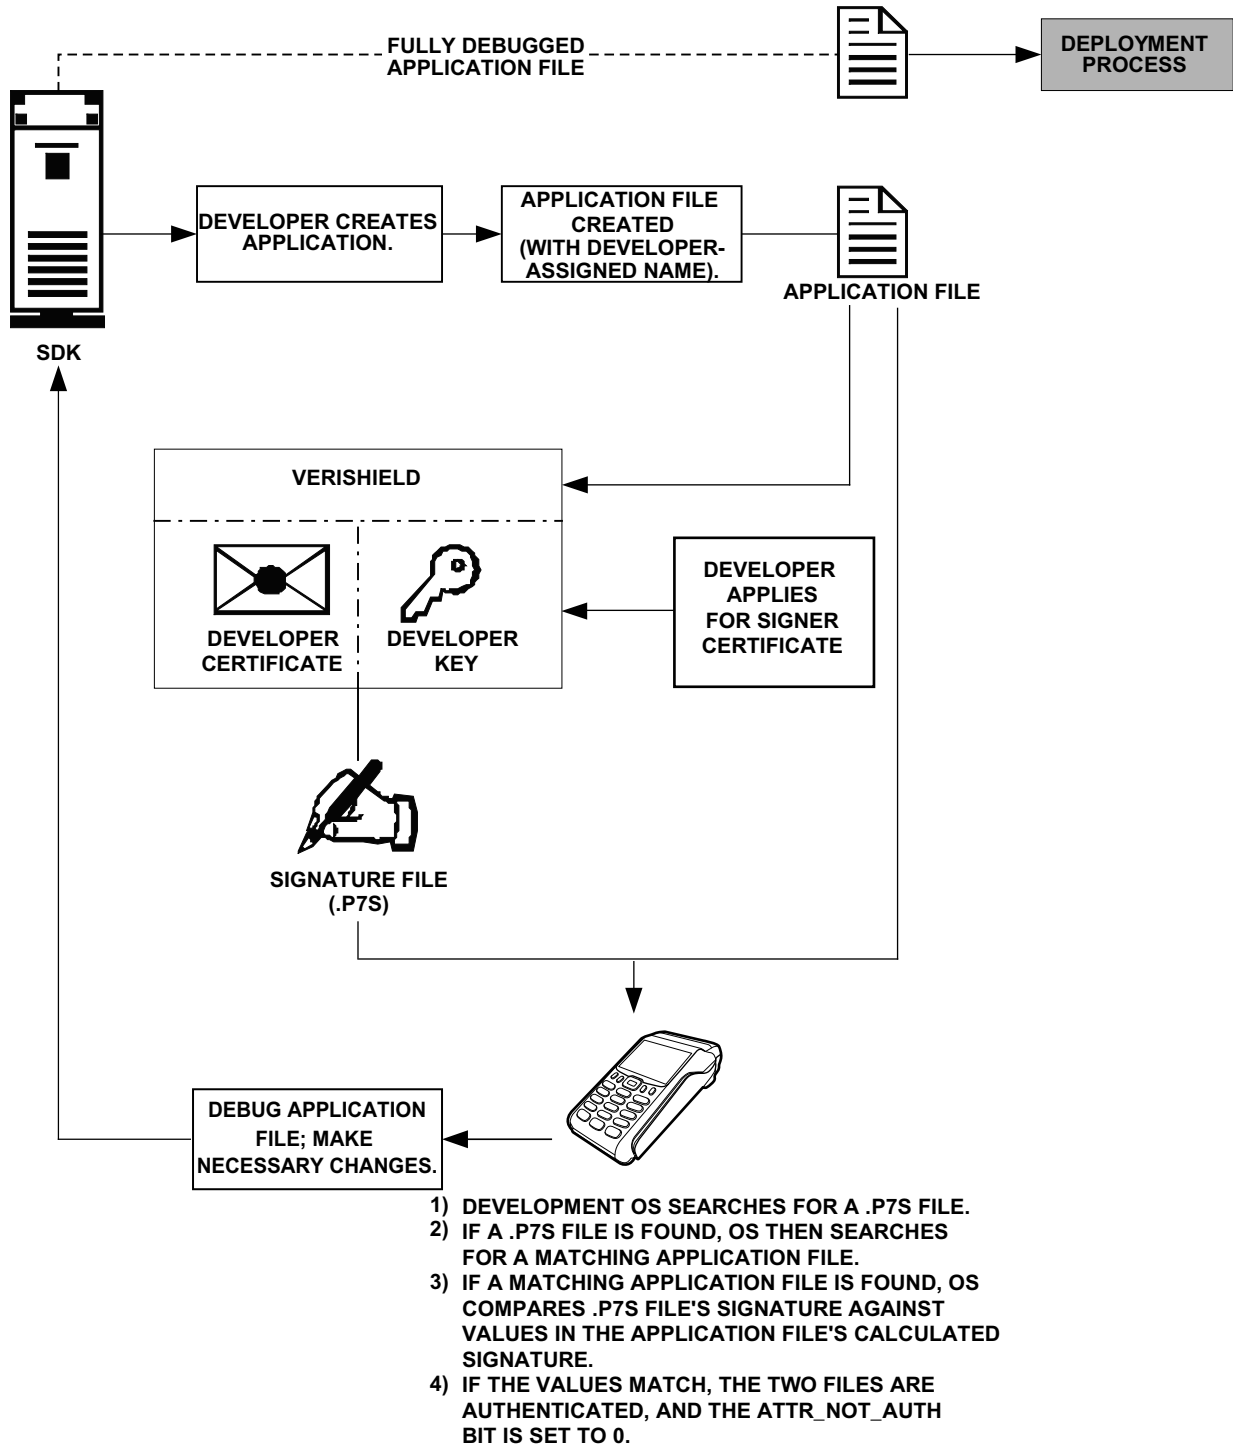 FULLY DEBUGGED
APPLICATION FILE
DEPLOYMENT
PROCESS
DEVELOPER CREATES
APPLICATION.
APPLICATION FILE
CREATED
(WITH DEVELOPER-
ASSIGNED NAME).
APPLICATION FILE
SDK
VERISHIELD
DEVELOPER
CERTIFICATE
DEVELOPER
KEY
DEVELOPER
APPLIES
FOR SIGNER
CERTIFICATE
SIGNATURE FILE
(.P7S)
DEBUG APPLICATION
FILE; MAKE
NECESSARY CHANGES.
1) DEVELOPMENT OS SEARCHES FOR A .P7S FILE.
2) IF A .P7S FILE IS FOUND, OS THEN SEARCHES
FOR A MATCHING APPLICATION FILE.
3) IF A MATCHING APPLICATION FILE IS FOUND, OS
COMPARES .P7S FILE'S SIGNATURE AGAINST
VALUES IN THE APPLICATION FILE'S CALCULATED
SIGNATURE.
4) IF THE VALUES MATCH, THE TWO FILES ARE
AUTHENTICATED, AND THE ATTR_NOT_AUTH
BIT IS SET TO 0.